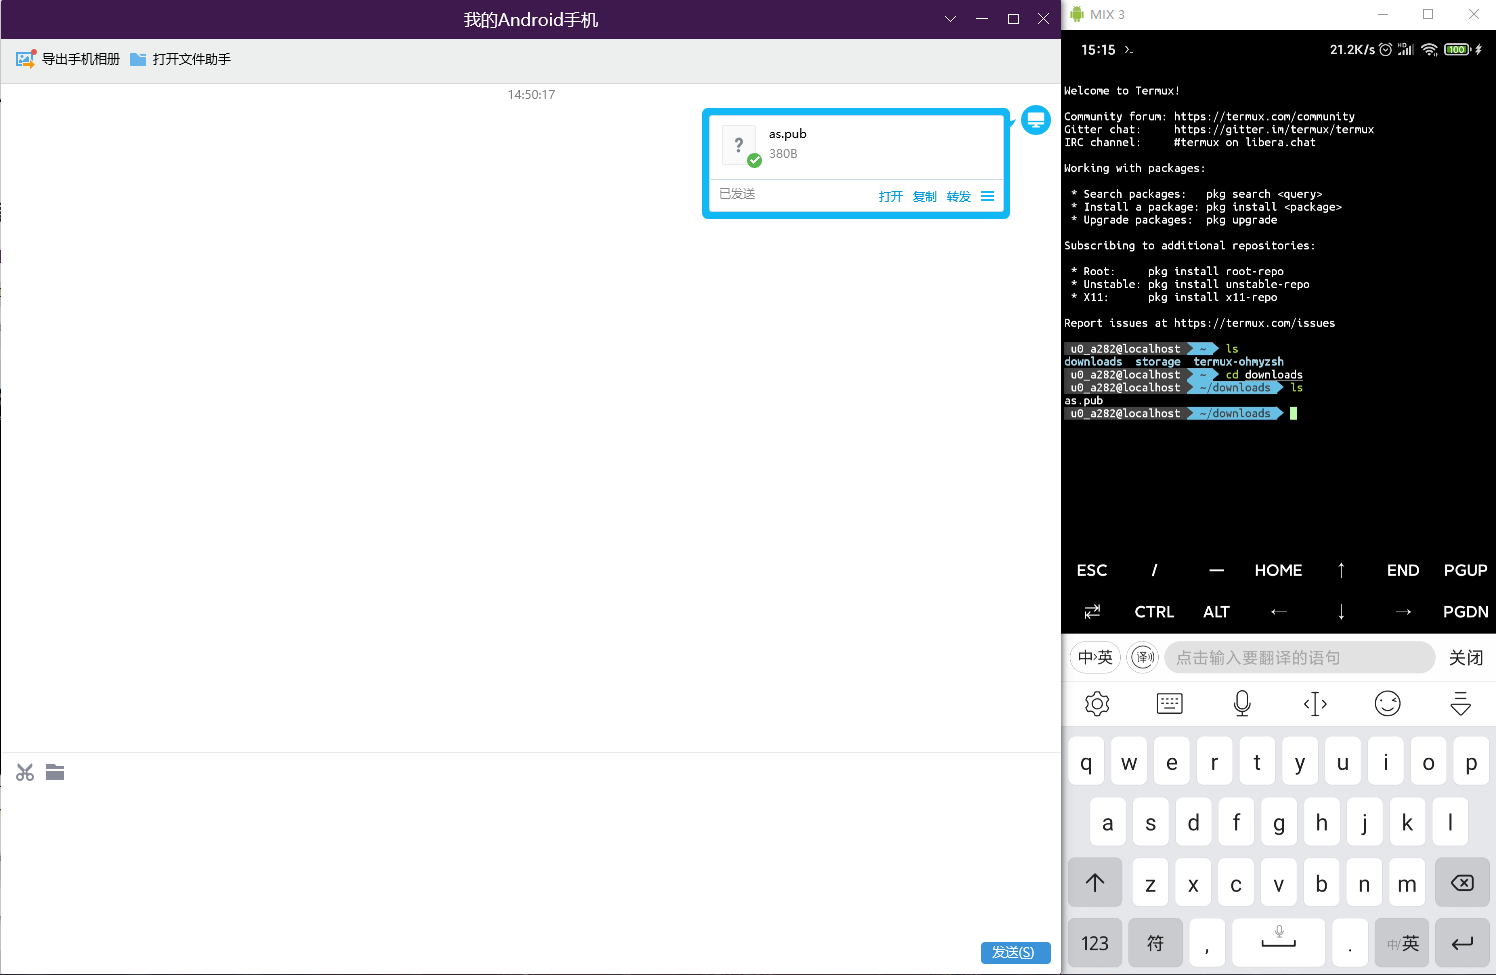 我的Android手机
导出手机相册 打开文件助手
14:50:17
as.pub
380B
已发送 打开 复制 转发
发送(S)
MIX 3
15:15 21.2K/s HD 100
Welcome to Termux!
Community forum: https://termux.com/community
Gitter chat: https://gitter.im/termux/termux
IRC channel: #termux on libera.chat
Working with packages:
* Search packages: pkg search <query>
* Install a package: pkg install <package>
* Upgrade packages: pkg upgrade
Subscribing to additional repositories:
* Root: pkg install root-repo
* Unstable: pkg install unstable-repo
* X11: pkg install x11-repo
Report issues at https://termux.com/issues
u0_a282@localhost ~ ls
downloads storage termux-ohmyzsh
u0_a282@localhost ~ cd downloads
u0_a282@localhost ~/downloads ls
as.pub
u0_a282@localhost ~/downloads
ESC / — HOME ↑ END PGUP
⇄ CTRL ALT ← ↓ → PGDN
中›英 译 点击输入要翻译的语句 关闭
q w e r t y u i o p
a s d f g h j k l
z x c v b n m
123 符 , . 中/英